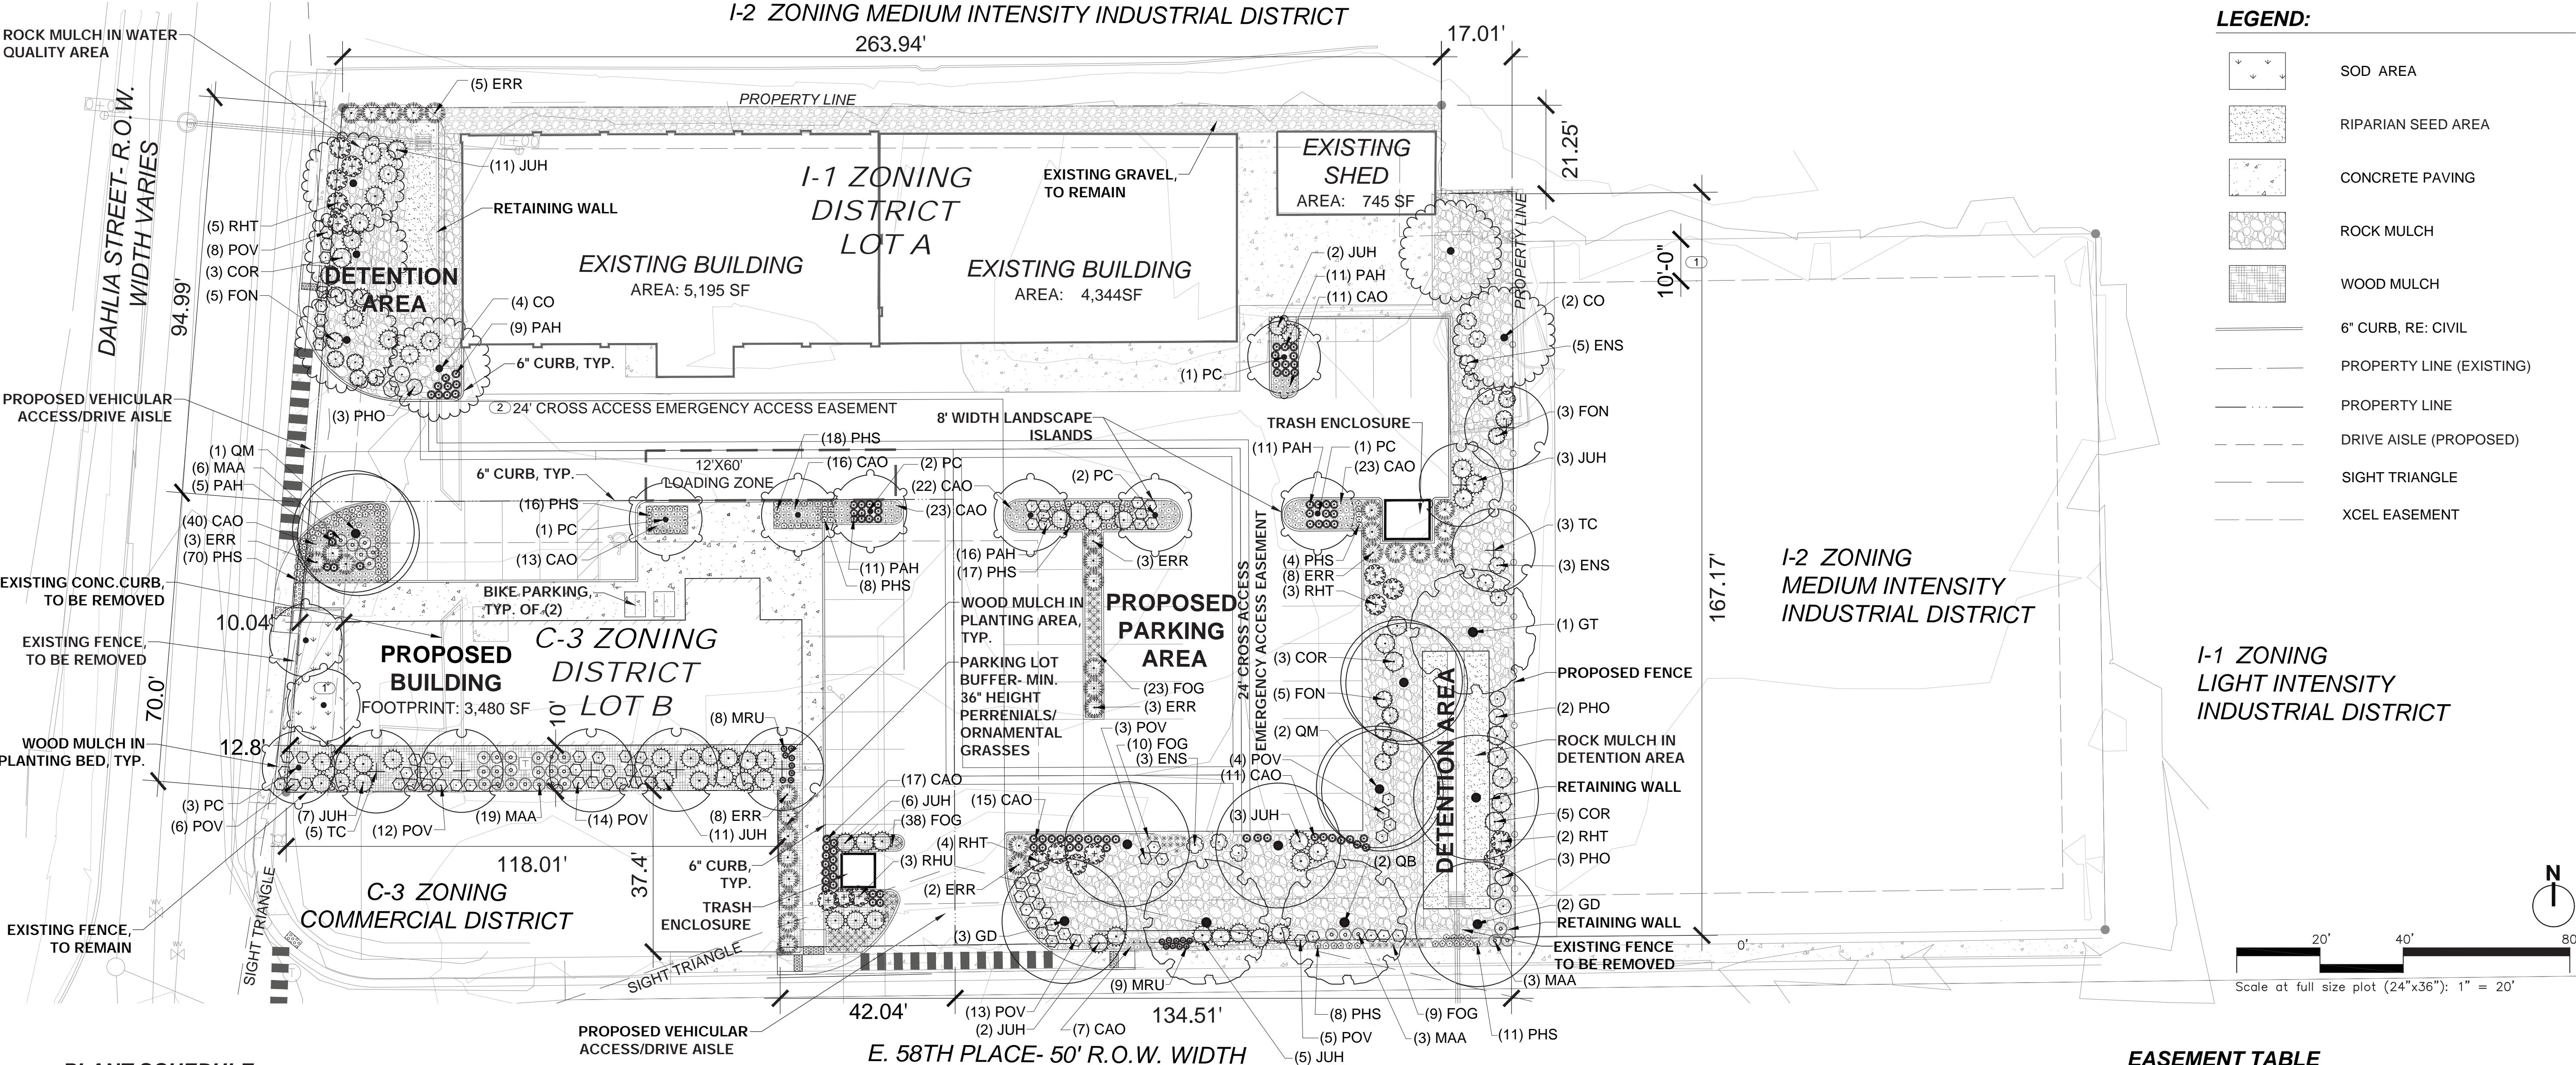 I-2 ZONING MEDIUM INTENSITY INDUSTRIAL DISTRICT
263.94'
17.01'
ROCK MULCH IN WATER
QUALITY AREA
DAHLIA STREET- R.O.W.
WIDTH VARIES
94.99'
(5) ERR
PROPERTY LINE
(11) JUH
RETAINING WALL
I-1 ZONING
DISTRICT
LOT A
EXISTING GRAVEL,
TO REMAIN
EXISTING
SHED
AREA: 745 SF
21.25'
PROPERTY LINE
10'-0"
1
(5) RHT
(8) POV
(3) COR
(5) FON
DETENTION
AREA
EXISTING BUILDING
AREA: 5,195 SF
EXISTING BUILDING
AREA: 4,344SF
(4) CO
(9) PAH
6" CURB, TYP.
(3) PHO
(2) JUH
(11) PAH
(11) CAO
(1) PC
(2) CO
(5) ENS
(3) FON
(3) JUH
(3) TC
(3) ENS
(1) GT
PROPOSED VEHICULAR
ACCESS/DRIVE AISLE
2 24' CROSS ACCESS EMERGENCY ACCESS EASEMENT
8' WIDTH LANDSCAPE
ISLANDS
TRASH ENCLOSURE
(1) QM
(6) MAA
(5) PAH
(40) CAO
(3) ERR
(70) PHS
6" CURB, TYP.
12'X60'
LOADING ZONE
(18) PHS
(16) CAO
(2) PC
(22) CAO
(23) CAO
(2) PC
(11) PAH
(1) PC
(23) CAO
(16) PHS
(1) PC
(13) CAO
(11) PAH
(8) PHS
(16) PAH
(17) PHS
(3) ERR
(4) PHS
(8) ERR
(3) RHT
EXISTING CONC.CURB,
TO BE REMOVED
BIKE PARKING,
TYP. OF (2)
10.04'
EXISTING FENCE,
TO BE REMOVED
70.0'
1
PROPOSED
BUILDING
FOOTPRINT: 3,480 SF
C-3 ZONING
DISTRICT
LOT B
10'
WOOD MULCH IN
PLANTING AREA,
TYP.
PARKING LOT
BUFFER- MIN.
36" HEIGHT
PERRENIALS/
ORNAMENTAL
GRASSES
PROPOSED
PARKING
AREA
24' CROSS ACCESS
EMERGENCY ACCESS EASEMENT
(23) FOG
(3) ERR
(3) POV
(10) FOG
(3) ENS
(4) POV
(11) CAO
(3) COR
(5) FON
(2) QM
DETENTION AREA
PROPOSED FENCE
(2) PHO
ROCK MULCH IN
DETENTION AREA
RETAINING WALL
(5) COR
(2) RHT
(3) PHO
(2) GD
RETAINING WALL
EXISTING FENCE
TO BE REMOVED
0'
(3) MAA
167.17'
I-2 ZONING
MEDIUM INTENSITY
INDUSTRIAL DISTRICT
I-1 ZONING
LIGHT INTENSITY
INDUSTRIAL DISTRICT
12.8'
WOOD MULCH IN
PLANTING BED, TYP.
(3) PC
(6) POV
(7) JUH
(5) TC
(12) POV
(19) MAA
(14) POV
(8) MRU
(8) ERR
(11) JUH
(17) CAO
(6) JUH
(38) FOG
(3) RHU
(15) CAO
(4) RHT
(2) ERR
(3) JUH
(2) QB
118.01'
37.4'
6" CURB,
TYP.
TRASH
ENCLOSURE
C-3 ZONING
COMMERCIAL DISTRICT
EXISTING FENCE,
TO REMAIN
SIGHT TRIANGLE
SIGHT TRIANGLE
WV
WV
(3) GD
(9) MRU
(13) POV
(2) JUH
(7) CAO
(8) PHS
(5) POV
(5) JUH
(9) FOG
(3) MAA
(11) PHS
42.04'
134.51'
PROPOSED VEHICULAR
ACCESS/DRIVE AISLE
E. 58TH PLACE- 50' R.O.W. WIDTH
LEGEND:
SOD AREA
RIPARIAN SEED AREA
CONCRETE PAVING
ROCK MULCH
WOOD MULCH
6" CURB, RE: CIVIL
PROPERTY LINE (EXISTING)
PROPERTY LINE
DRIVE AISLE (PROPOSED)
SIGHT TRIANGLE
XCEL EASEMENT
N
20'
40'
80
Scale at full size plot (24"x36"): 1" = 20'
PLANT SCHEDULE
EASEMENT TABLE